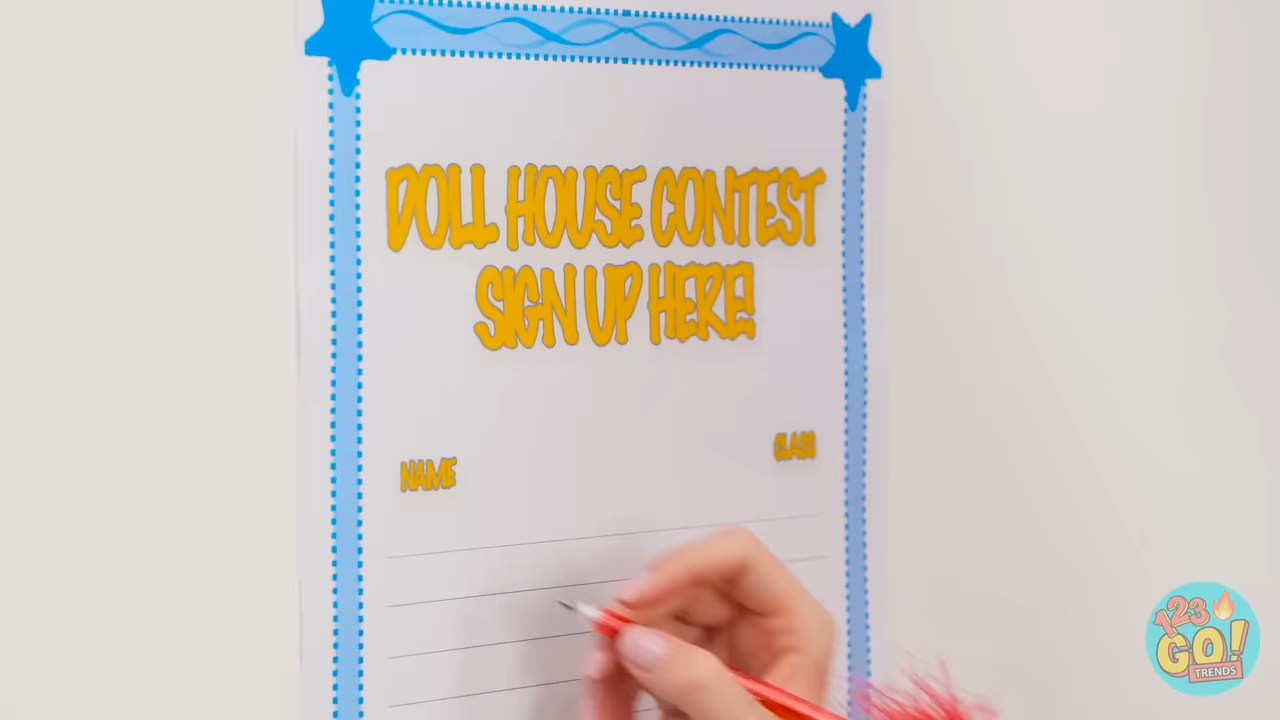 DOLL HOUSE CONTEST
SIGN UP HERE!
NAME
CLASS
123
GO!
TRENDS